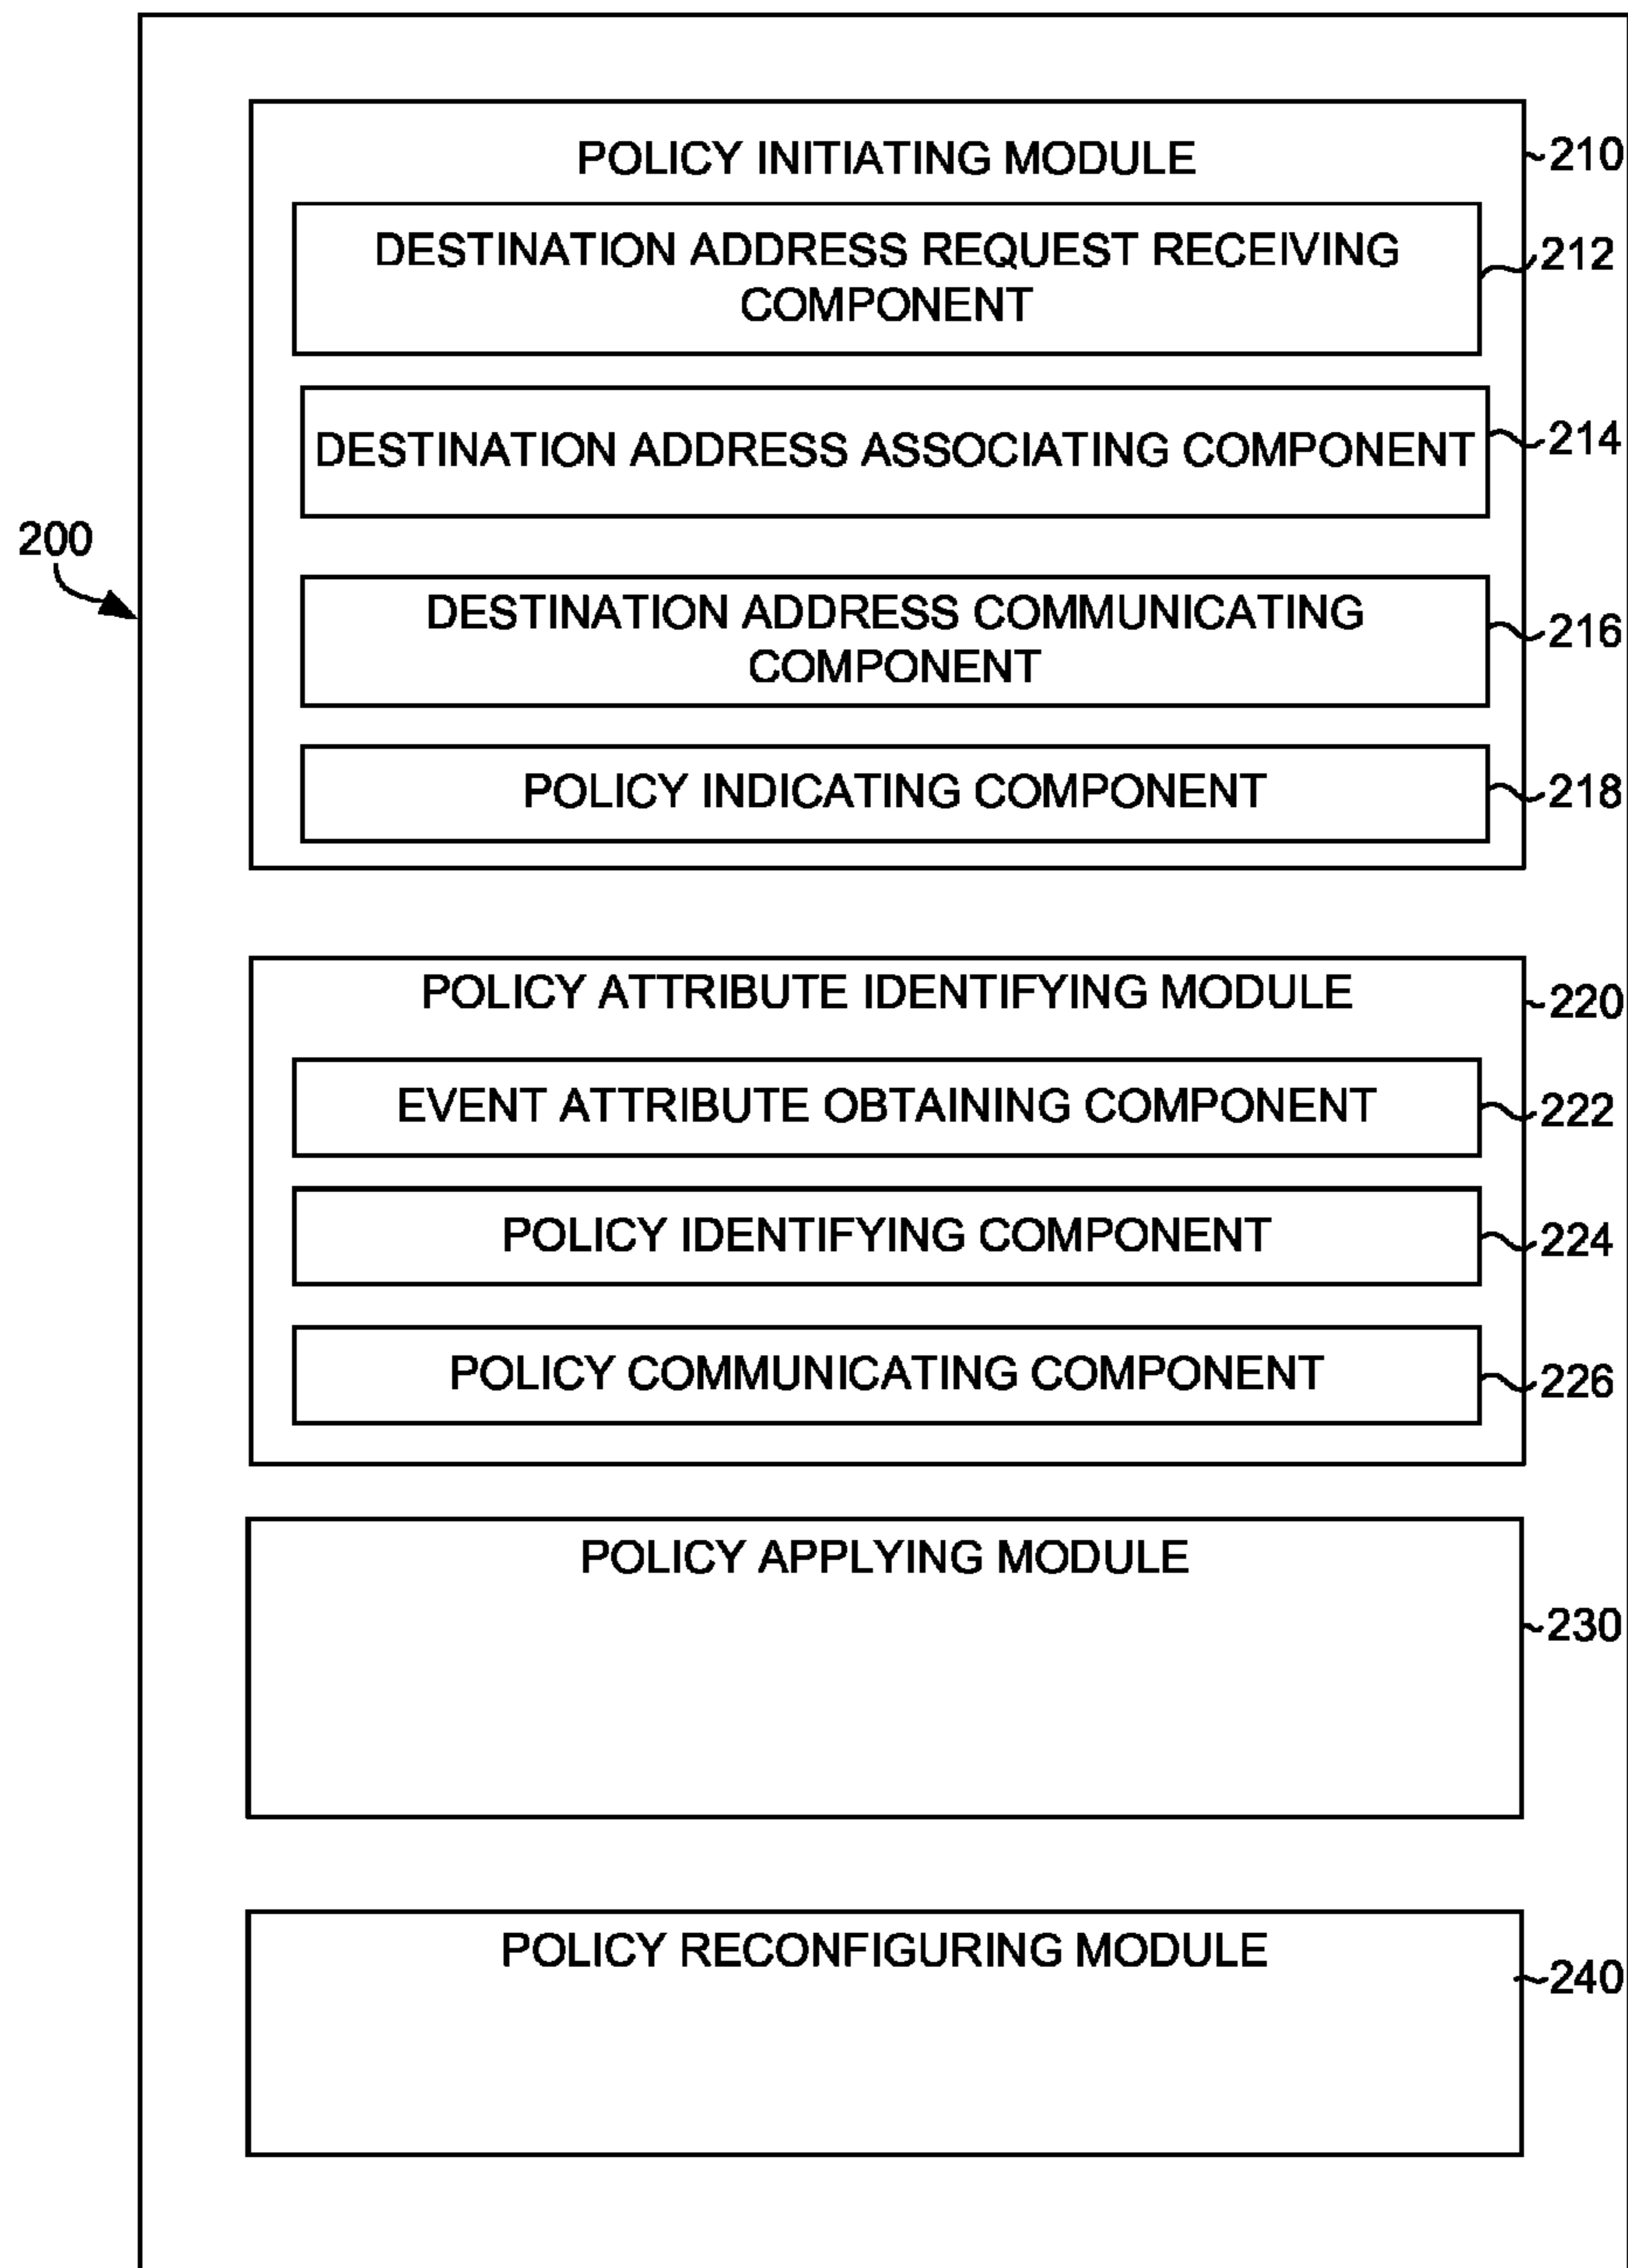 POLICY INITIATING MODULE
210
DESTINATION ADDRESS REQUEST RECEIVING
COMPONENT
212
DESTINATION ADDRESS ASSOCIATING COMPONENT
214
200
DESTINATION ADDRESS COMMUNICATING
COMPONENT
216
POLICY INDICATING COMPONENT
218
POLICY ATTRIBUTE IDENTIFYING MODULE
220
EVENT ATTRIBUTE OBTAINING COMPONENT
222
POLICY IDENTIFYING COMPONENT
224
POLICY COMMUNICATING COMPONENT
226
POLICY APPLYING MODULE
230
POLICY RECONFIGURING MODULE
240